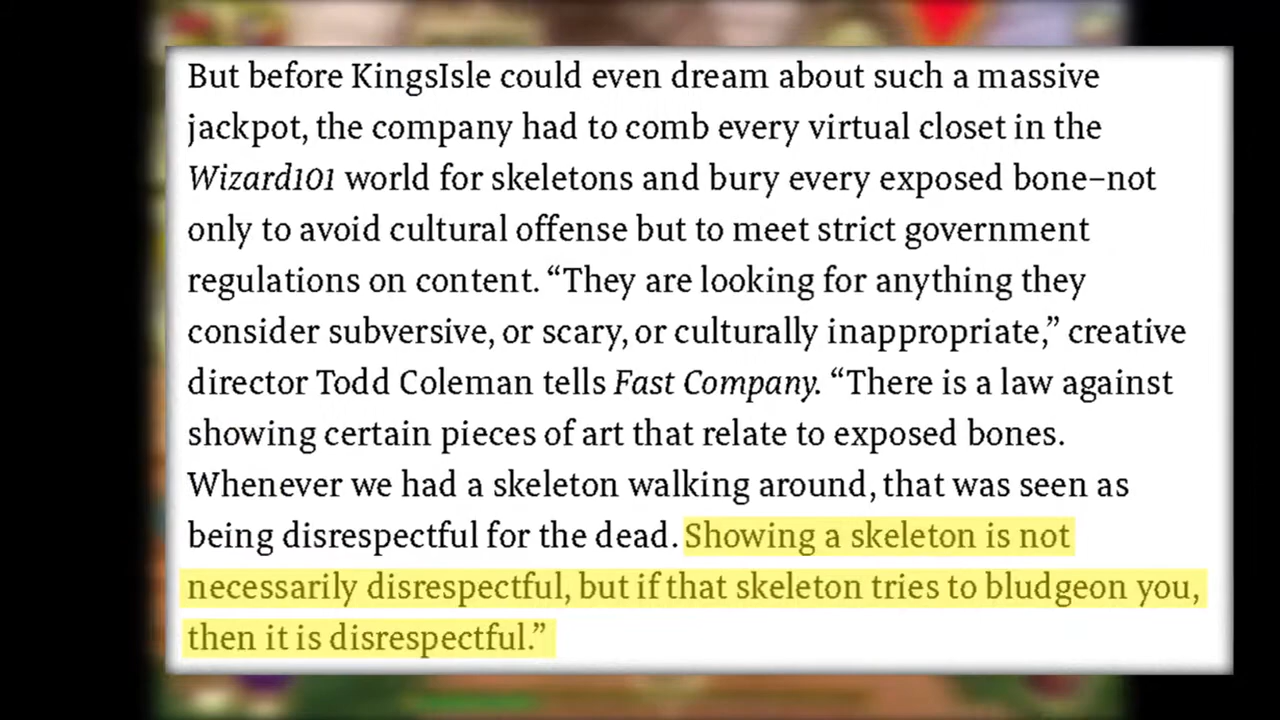 But before KingsIsle could even dream about such a massive
jackpot, the company had to comb every virtual closet in the
Wizard101 world for skeletons and bury every exposed bone–not
only to avoid cultural offense but to meet strict government
regulations on content. “They are looking for anything they
consider subversive, or scary, or culturally inappropriate,” creative
director Todd Coleman tells Fast Company. “There is a law against
showing certain pieces of art that relate to exposed bones.
Whenever we had a skeleton walking around, that was seen as
being disrespectful for the dead. Showing a skeleton is not
necessarily disrespectful, but if that skeleton tries to bludgeon you,
then it is disrespectful.”